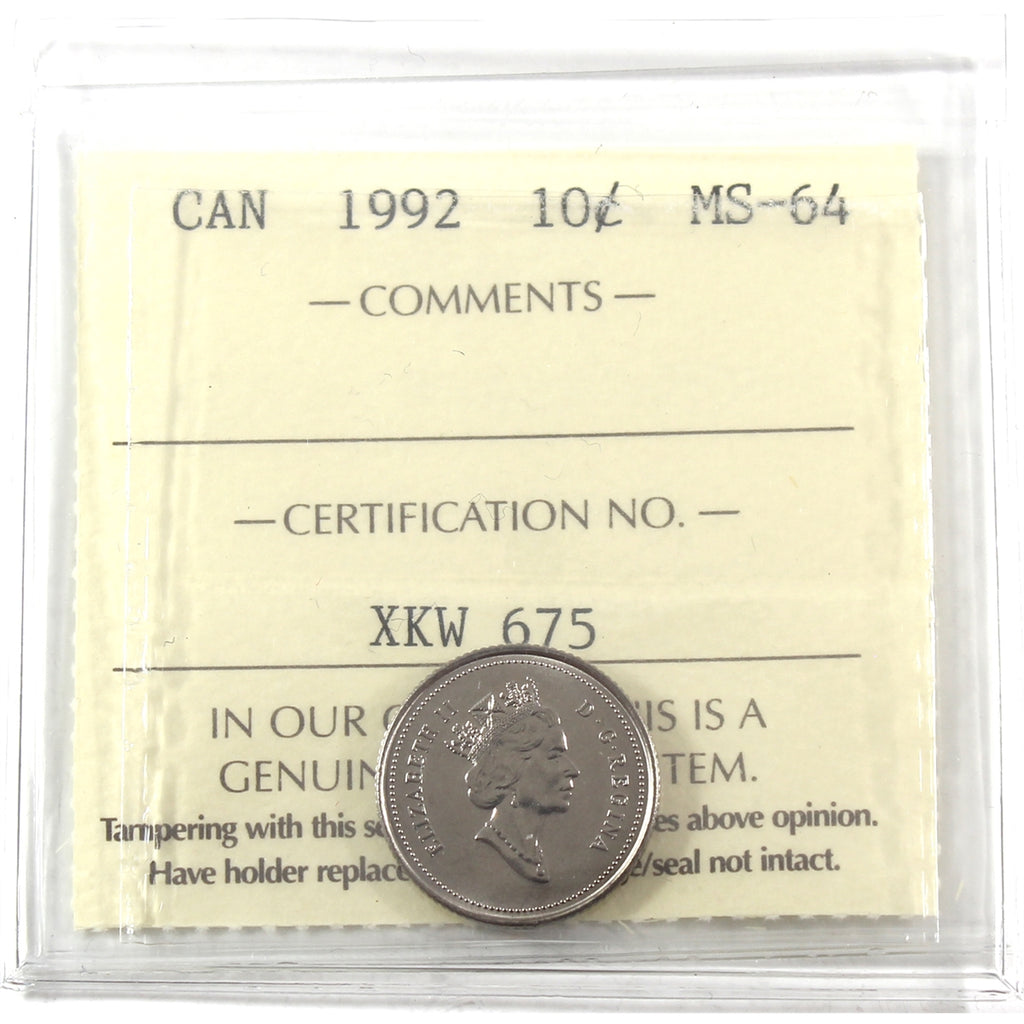 CAN 1992 10¢ MS-64
— COMMENTS —
— CERTIFICATION NO. —
XKW 675
IN OUR IS IS A
GENUIN TEM.
Tampering with this se es above opinion.
Have holder replace e/seal not intact.
ELIZABETH II D·G·REGINA